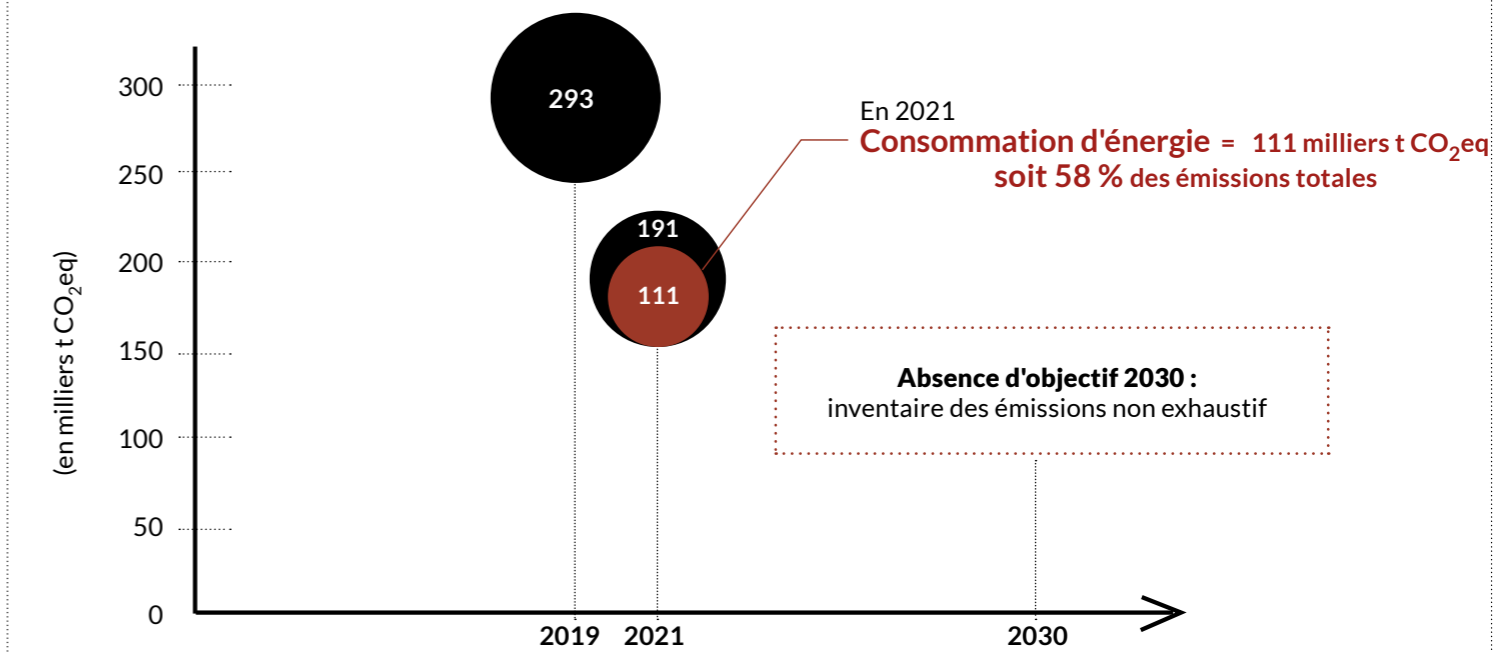 300
250
200
150
100
50
0
(en milliers t CO₂eq)
293
191
111
En 2021
Consommation d'énergie = 111 milliers t CO₂eq
soit 58 % des émissions totales
Absence d'objectif 2030 :
inventaire des émissions non exhaustif
2019 2021 2030